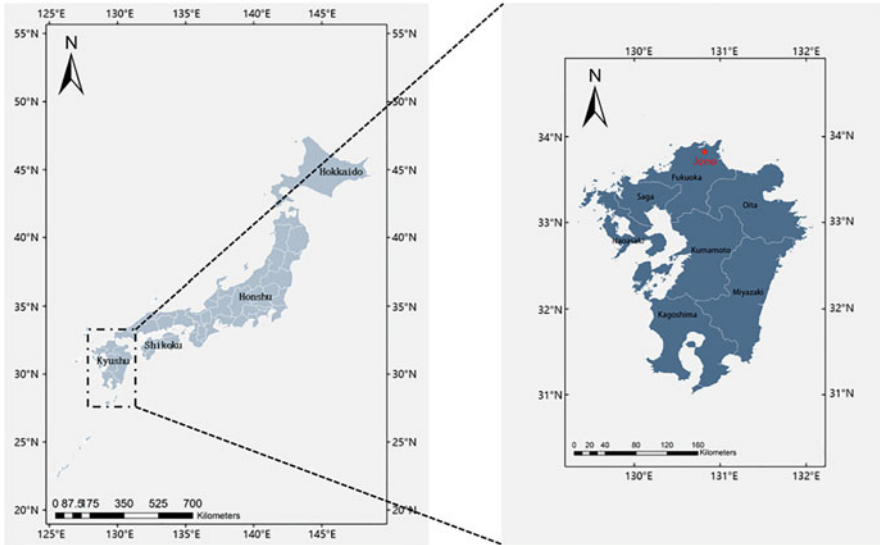 125°E 130°E 135°E 140°E 145°E
55°N 55°N
N
50°N 50°N
45°N 45°N
Hokkaido
40°N 40°N
35°N 35°N
Honshu
Shikoku
Kyushu
30°N 30°N
25°N 25°N
20°N 20°N
0 87.5175 350 525 700
Kilometers
125°E 130°E 135°E 140°E 145°E
130°E 131°E 132°E
N
34°N 34°N
Fukuoka
Saga
Oita
33°N 33°N
Nagasaki
Kumamoto
Miyazaki
32°N 32°N
Kagoshima
31°N 31°N
0 20 40 80 120 160
Kilometers
130°E 131°E 132°E